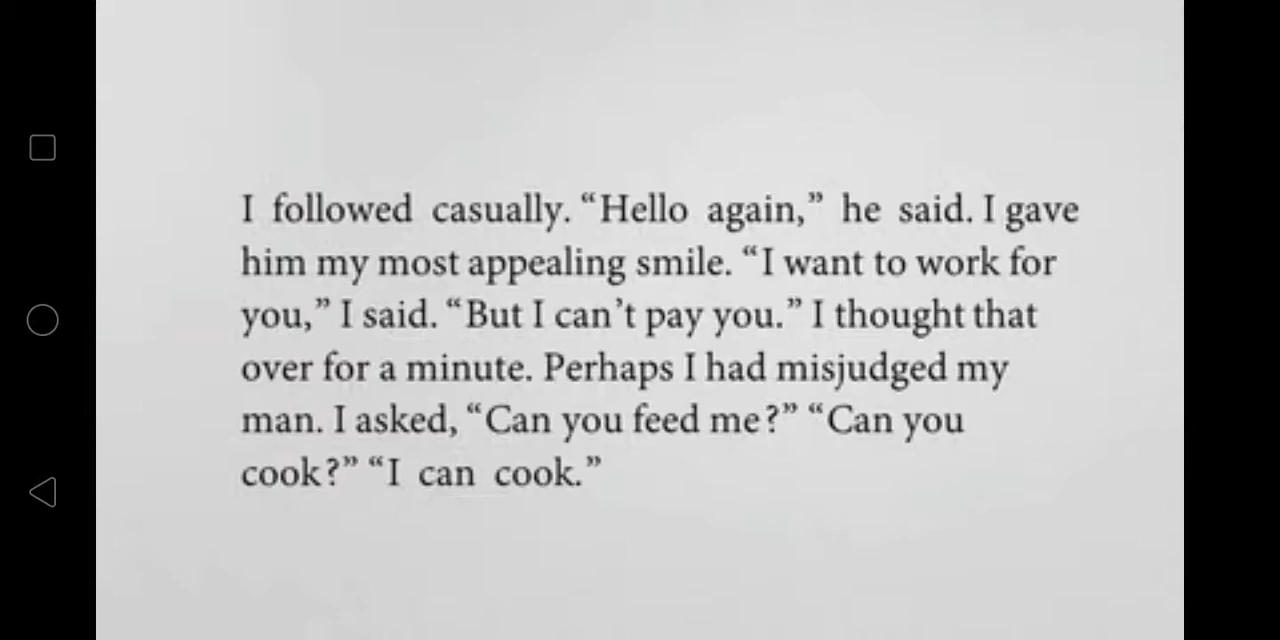 I followed casually. “Hello again,” he said. I gave
him my most appealing smile. “I want to work for
you,” I said. “But I can’t pay you.” I thought that
over for a minute. Perhaps I had misjudged my
man. I asked, “Can you feed me?” “Can you
cook?” “I can cook.”